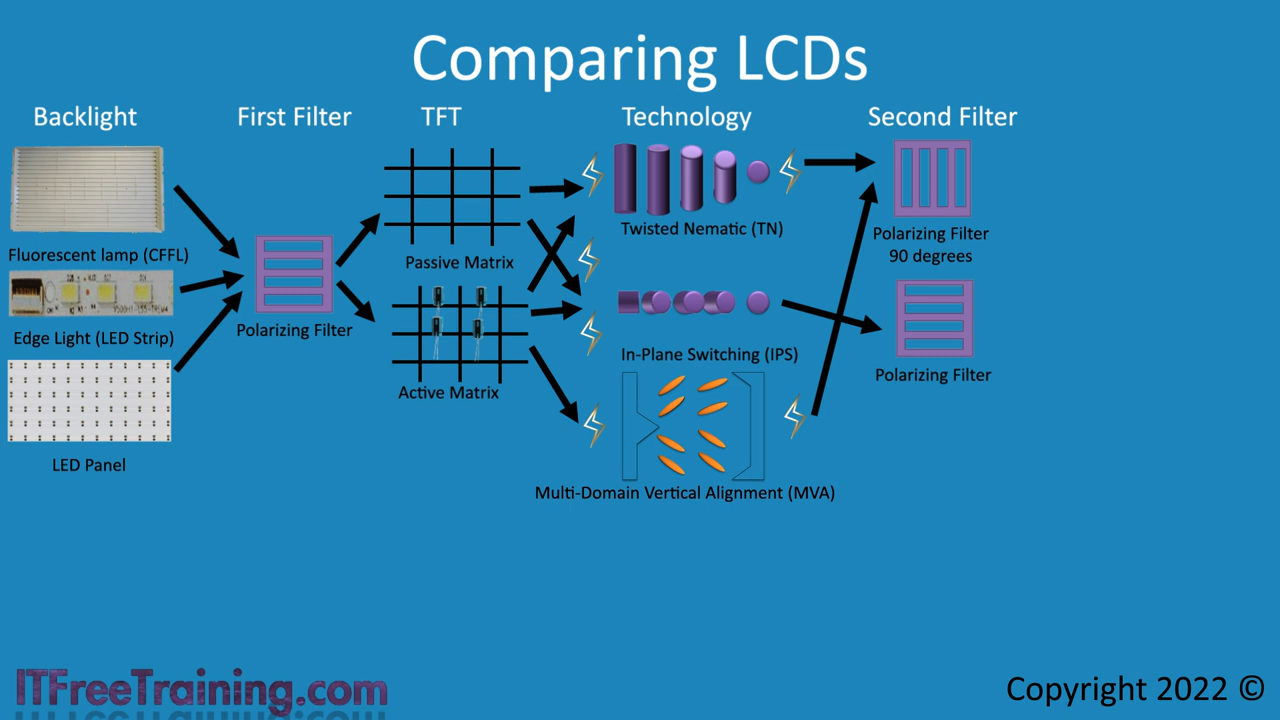 Comparing LCDs
Backlight
First Filter
TFT
Technology
Second Filter
Fluorescent lamp (CFFL)
Edge Light (LED Strip)
LED Panel
Polarizing Filter
Passive Matrix
Active Matrix
Twisted Nematic (TN)
In-Plane Switching (IPS)
Multi-Domain Vertical Alignment (MVA)
Polarizing Filter
90 degrees
Polarizing Filter
ITFreeTraining.com
Copyright 2022 ©